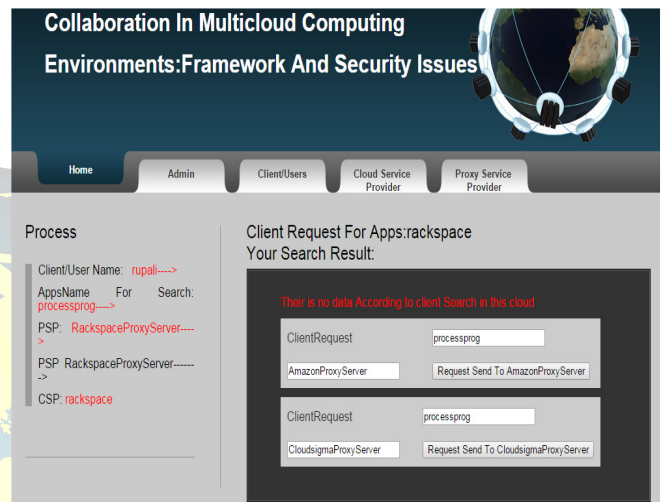 Collaboration In Multicloud Computing
Environments:Framework And Security Issues
Home
Admin
Client/Users
Cloud Service
Provider
Proxy Service
Provider
Process
Client/User Name: rupali---->
AppsName For Search:
processprog---->
PSP: RackspaceProxyServer----
>
PSP RackspaceProxyServer------
->
CSP: rackspace
Client Request For Apps:rackspace
Your Search Result:
Their is no data According to client Search in this cloud
ClientRequest processprog
AmazonProxyServer Request Send To AmazonProxyServer
ClientRequest processprog
CloudsigmaProxyServer Request Send To CloudsigmaProxyServer